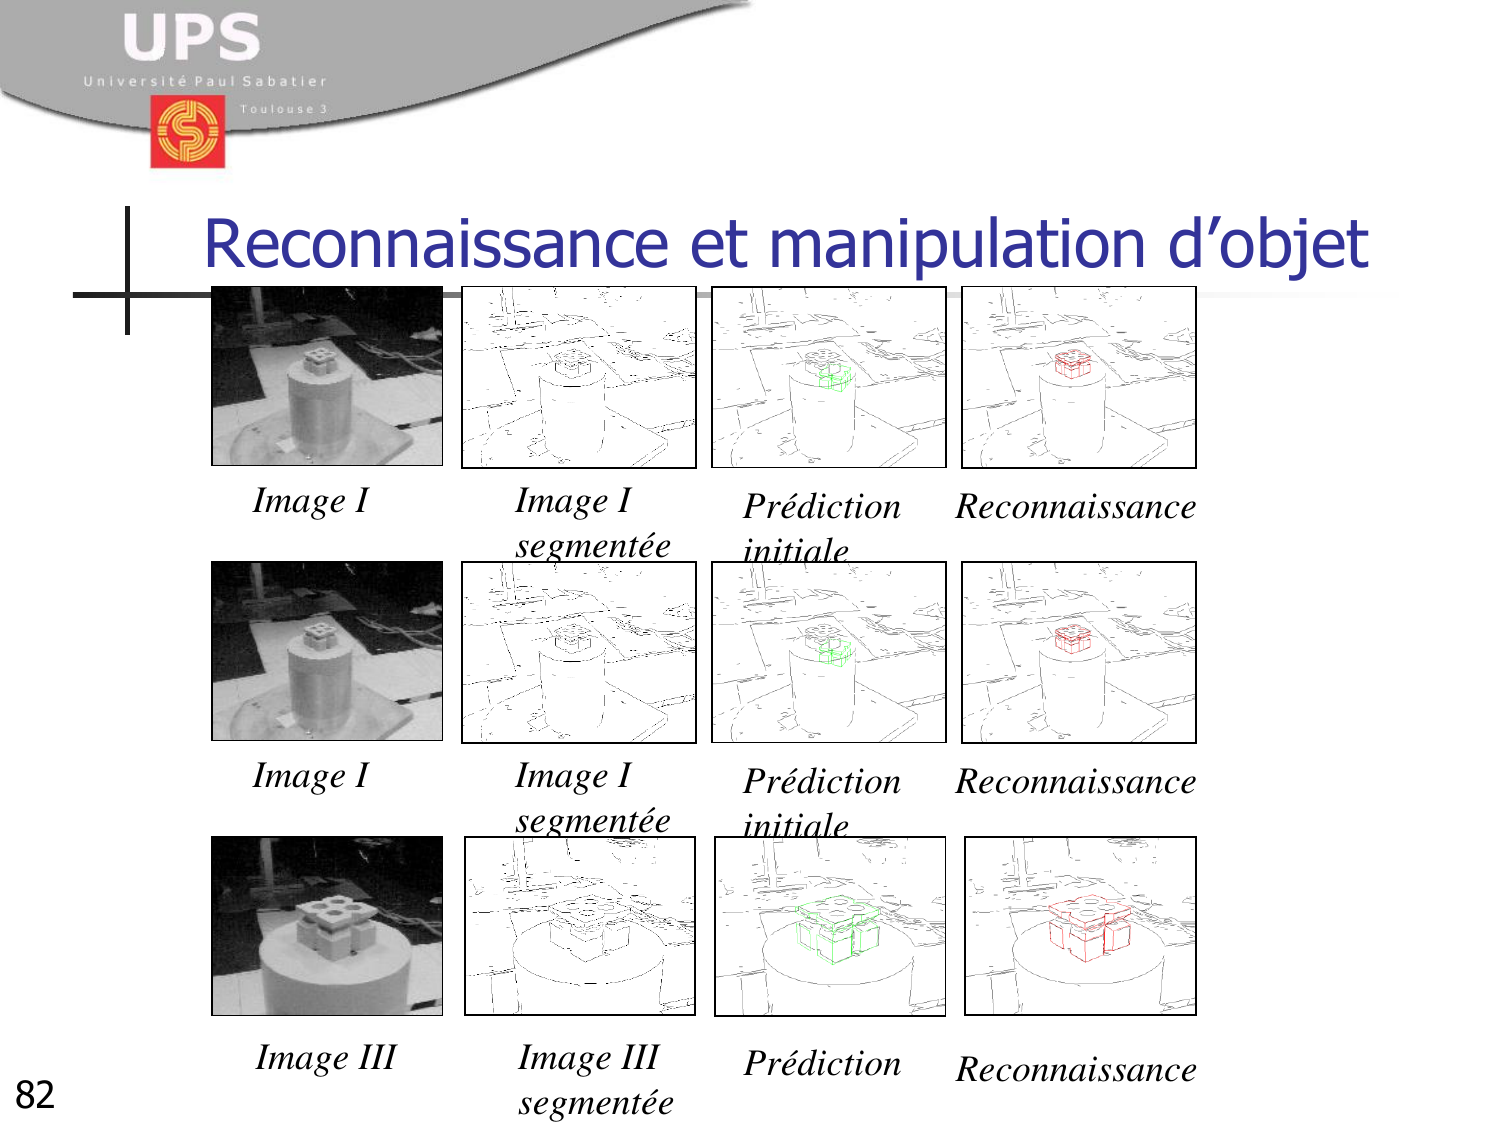 UPS
Université Paul Sabatier
Toulouse 3
Reconnaissance et manipulation d’objet
Image I
Image I
segmentée
Prédiction
initiale
Reconnaissance
Image I
Image I
segmentée
Prédiction
initiale
Reconnaissance
Image III
Image III
segmentée
Prédiction
Reconnaissance
82